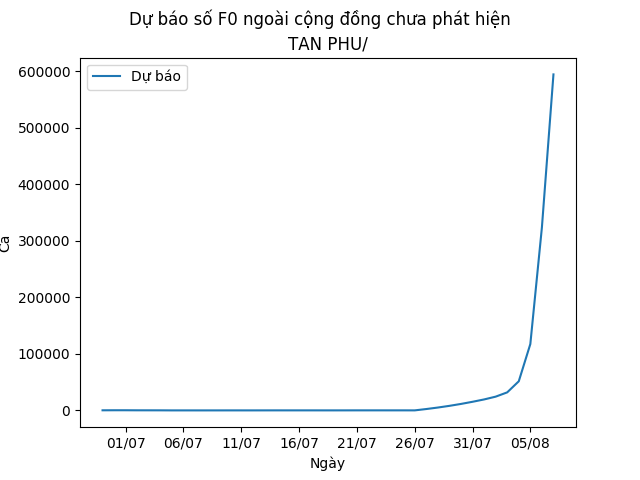 Dự báo số F0 ngoài cộng đồng chưa phát hiện
TAN PHU/
Dự báo
600000
500000
400000
300000
200000
100000
0
Ca
01/07 06/07 11/07 16/07 21/07 26/07 31/07 05/08
Ngày